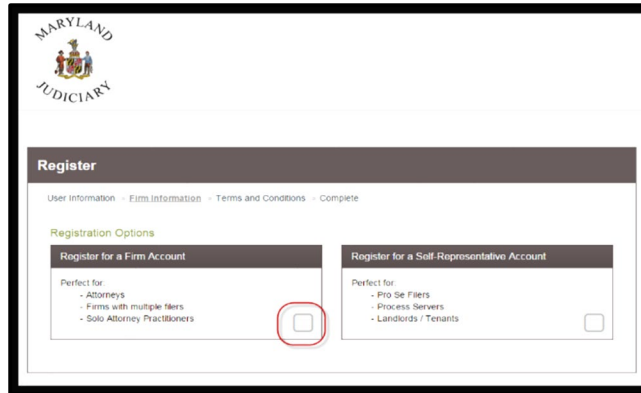 MARYLAND
JUDICIARY
Register
User Information - Firm Information - Terms and Conditions - Complete
Registration Options
Register for a Firm Account
Perfect for:
- Attorneys
- Firms with multiple filers
- Solo Attorney Practitioners
Register for a Self-Representative Account
Perfect for:
- Pro Se Filers
- Process Servers
- Landlords / Tenants